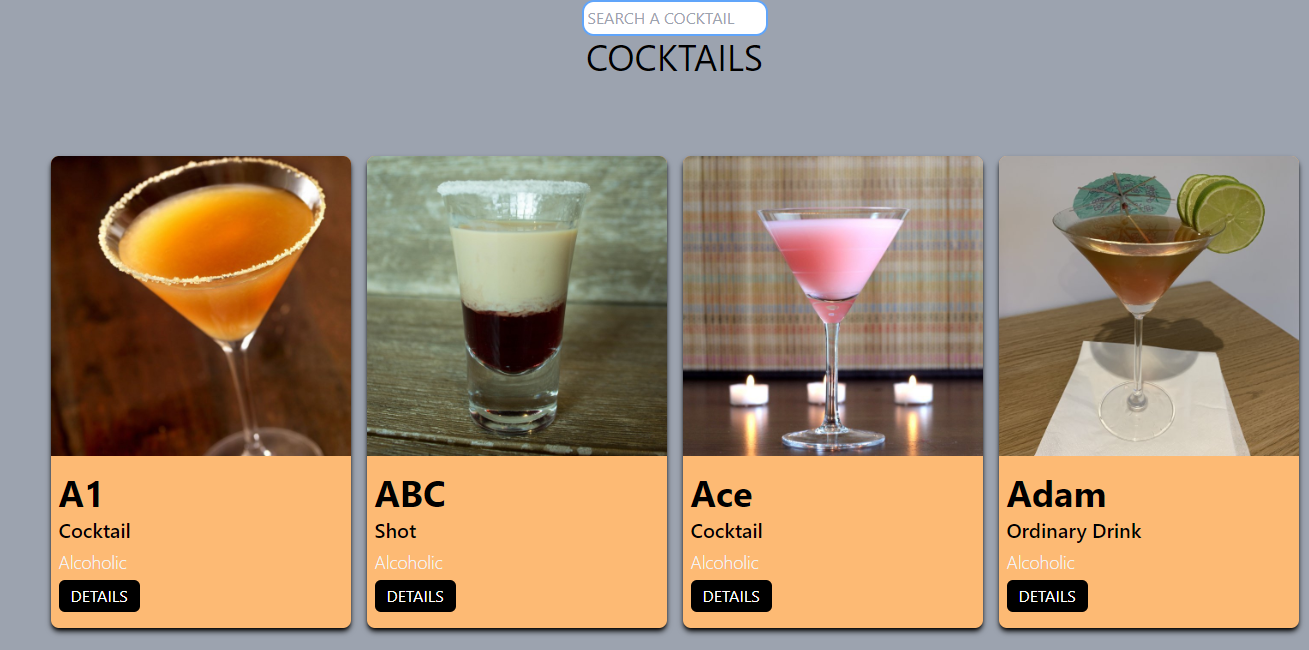 SEARCH A COCKTAIL
COCKTAILS
A1
Cocktail
Alcoholic
DETAILS
ABC
Shot
Alcoholic
DETAILS
Ace
Cocktail
Alcoholic
DETAILS
Adam
Ordinary Drink
Alcoholic
DETAILS